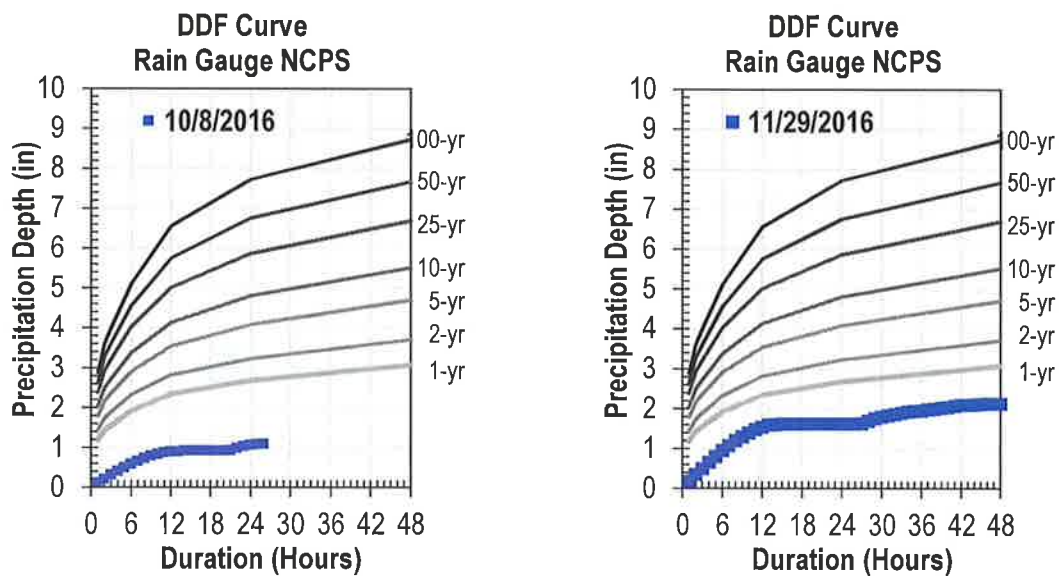 DDF Curve
Rain Gauge NCPS
10/8/2016
Precipitation Depth (in)
10
9
8
7
6
5
4
3
2
1
0
00-yr
50-yr
25-yr
10-yr
5-yr
2-yr
1-yr
0 6 12 18 24 30 36 42 48
Duration (Hours)
DDF Curve
Rain Gauge NCPS
11/29/2016
Precipitation Depth (in)
10
9
8
7
6
5
4
3
2
1
0
00-yr
50-yr
25-yr
10-yr
5-yr
2-yr
1-yr
0 6 12 18 24 30 36 42 48
Duration (Hours)